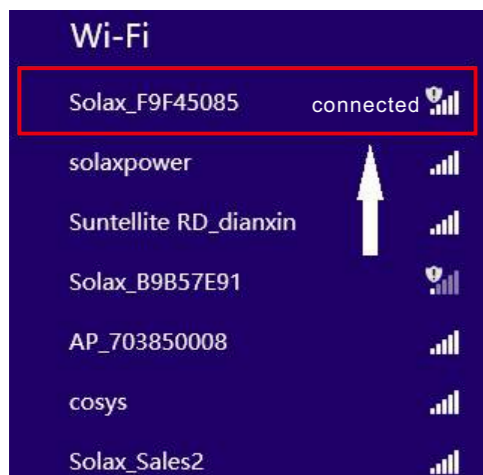 Wi-Fi
Solax_F9F45085 connected
solaxpower
Suntellite RD_dianxin
Solax_B9B57E91
AP_703850008
cosys
Solax_Sales2